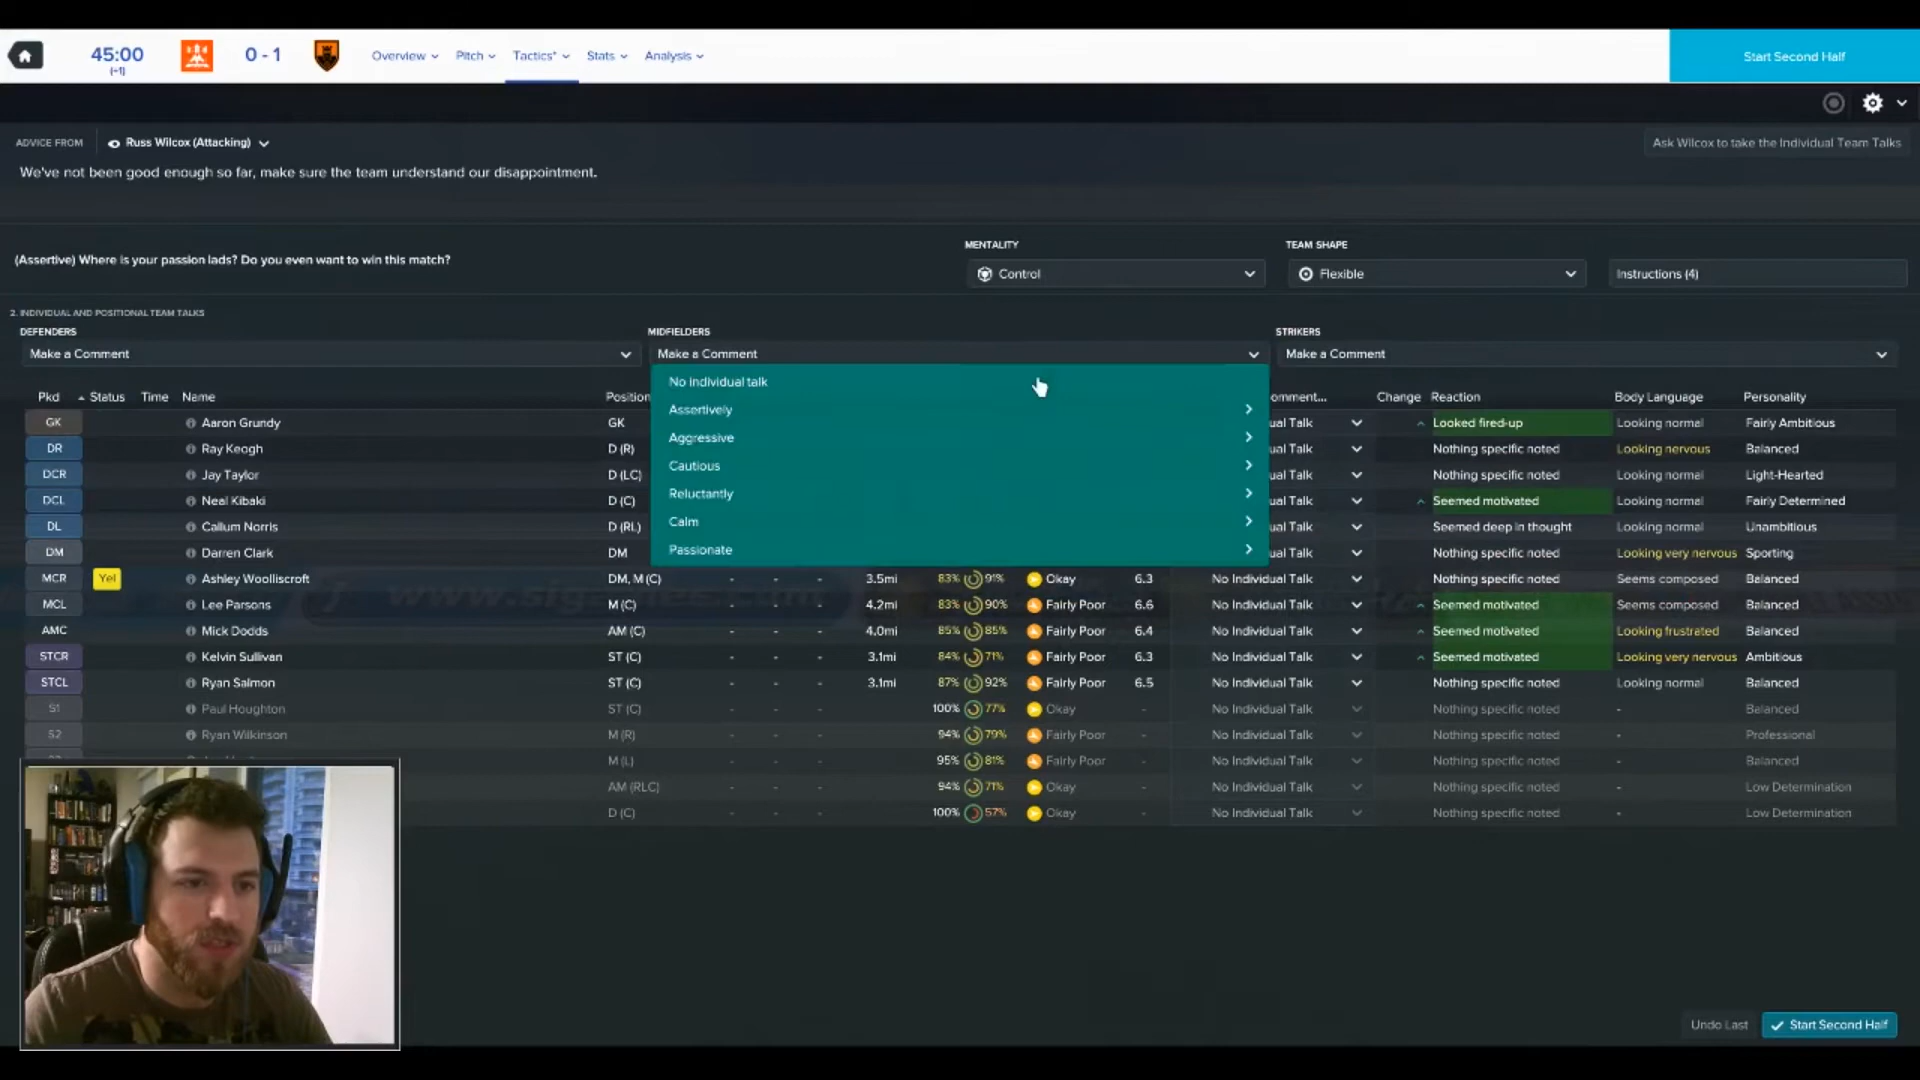 45:00
(+1)
0 - 1
Overview
Pitch
Tactics*
Stats
Analysis
Start Second Half
ADVICE FROM
Russ Wilcox (Attacking)
Ask Wilcox to take the Individual Team Talks
We've not been good enough so far, make sure the team understand our disappointment.
(Assertive) Where is your passion lads? Do you even want to win this match?
MENTALITY
Control
TEAM SHAPE
Flexible
Instructions (4)
2. INDIVIDUAL AND POSITIONAL TEAM TALKS
DEFENDERS
MIDFIELDERS
STRIKERS
Make a Comment
Make a Comment
Make a Comment
No individual talk
Assertively
Aggressive
Cautious
Reluctantly
Calm
Passionate
Pkd Status Time Name Position Change Reaction Body Language Personality
GK Aaron Grundy GK ual Talk Looked fired-up Looking normal Fairly Ambitious
DR Ray Keogh D (R) ual Talk Nothing specific noted Looking nervous Balanced
DCR Jay Taylor D (LC) ual Talk Nothing specific noted Looking normal Light-Hearted
DCL Neal Kibaki D (C) ual Talk Seemed motivated Looking normal Fairly Determined
DL Callum Norris D (RL) ual Talk Seemed deep in thought Looking normal Unambitious
DM Darren Clark DM ual Talk Nothing specific noted Looking very nervous Sporting
MCR Yel Ashley Woolliscroft DM, M (C) - - - 3.5mi 83% 91% Okay 6.3 No Individual Talk Nothing specific noted Seems composed Balanced
MCL Lee Parsons M (C) - - - 4.2mi 83% 90% Fairly Poor 6.6 No Individual Talk Seemed motivated Seems composed Balanced
AMC Mick Dodds AM (C) - - - 4.0mi 85% 85% Fairly Poor 6.4 No Individual Talk Seemed motivated Looking frustrated Balanced
STCR Kelvin Sullivan ST (C) - - - 3.1mi 84% 71% Fairly Poor 6.3 No Individual Talk Seemed motivated Looking very nervous Ambitious
STCL Ryan Salmon ST (C) - - - 3.1mi 87% 92% Fairly Poor 6.5 No Individual Talk Nothing specific noted Looking normal Balanced
S1 Paul Houghton ST (C) 100% 77% Okay - No Individual Talk Nothing specific noted - Balanced
S2 Ryan Wilkinson M (R) 94% 79% Fairly Poor - No Individual Talk Nothing specific noted - Professional
M (L) 95% 81% Fairly Poor - No Individual Talk Nothing specific noted - Balanced
AM (RLC) 94% 71% Okay - No Individual Talk Nothing specific noted - Low Determination
D (C) 100% 57% Okay - No Individual Talk Nothing specific noted - Low Determination
Undo Last
Start Second Half